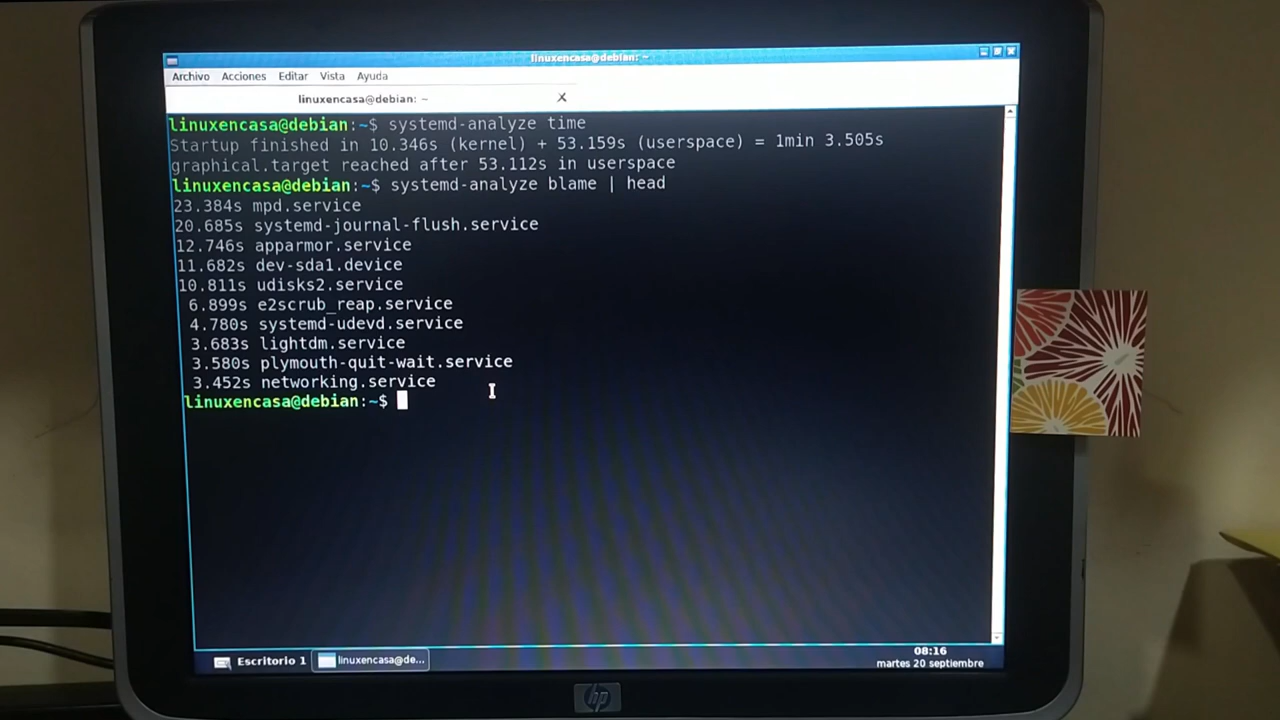 linuxencasa@debian: ~
Archivo Acciones Editar Vista Ayuda
linuxencasa@debian: ~ X
linuxencasa@debian:~$ systemd-analyze time
Startup finished in 10.346s (kernel) + 53.159s (userspace) = 1min 3.505s
graphical.target reached after 53.112s in userspace
linuxencasa@debian:~$ systemd-analyze blame | head
23.384s mpd.service
20.685s systemd-journal-flush.service
12.746s apparmor.service
11.682s dev-sda1.device
10.811s udisks2.service
6.899s e2scrub_reap.service
4.780s systemd-udevd.service
3.683s lightdm.service
3.580s plymouth-quit-wait.service
3.452s networking.service
linuxencasa@debian:~$
Escritorio 1 linuxencasa@de...
08:16
martes 20 septiembre
hp